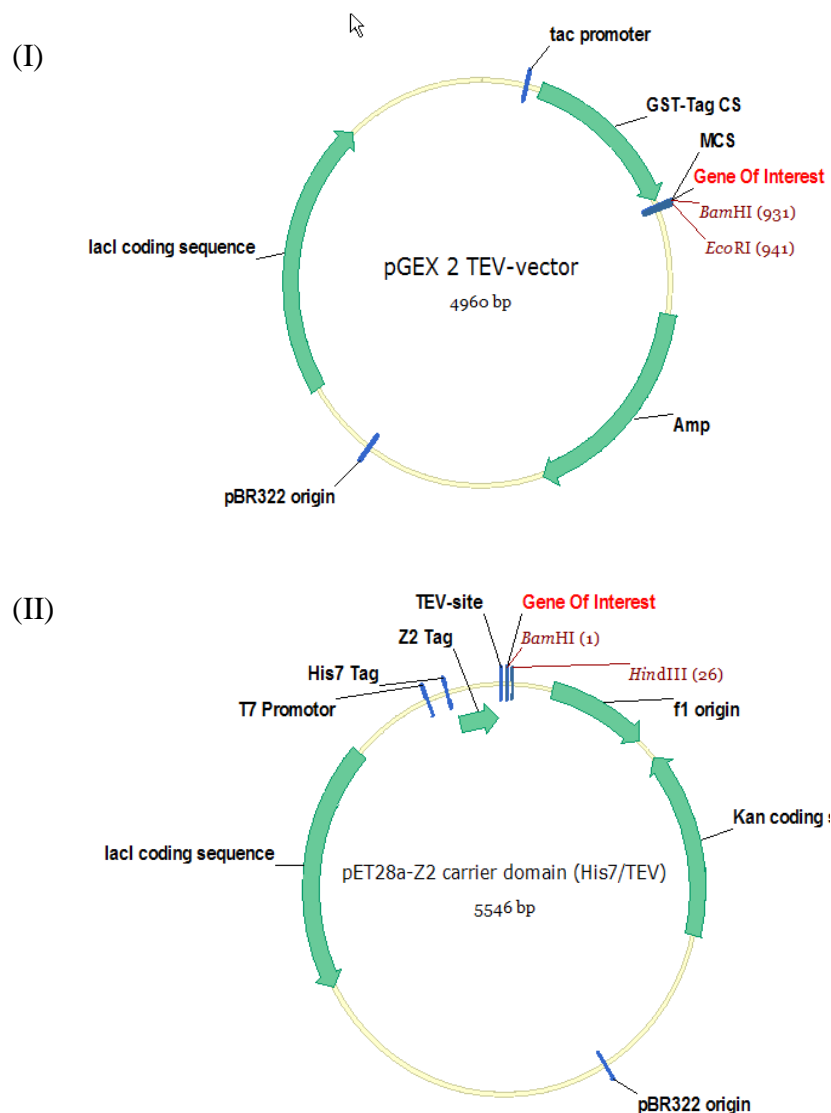 (I)
tac promoter
GST-Tag CS
MCS
Gene Of Interest
BamHI (931)
EcoRI (941)
lacI coding sequence
pGEX 2 TEV-vector
4960 bp
Amp
pBR322 origin
(II)
TEV-site
Gene Of Interest
Z2 Tag
BamHI (1)
His7 Tag
HindIII (26)
T7 Promotor
f1 origin
Kan coding s
lacI coding sequence
pET28a-Z2 carrier domain (His7/TEV)
5546 bp
pBR322 origin